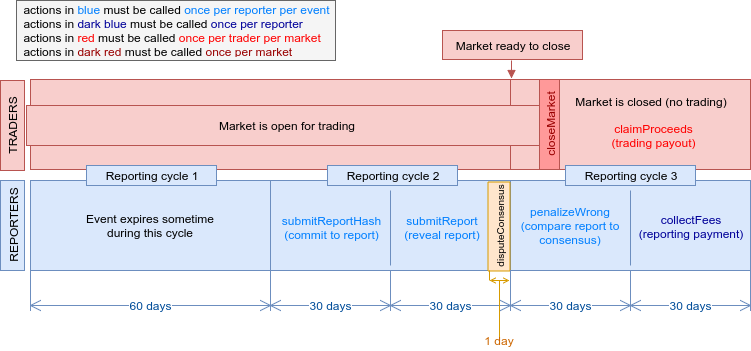 actions in blue must be called once per reporter per event
actions in dark blue must be called once per reporter
actions in red must be called once per trader per market
actions in dark red must be called once per market
Market ready to close
TRADERS
Market is open for trading
closeMarket
Market is closed (no trading)
claimProceeds
(trading payout)
Reporting cycle 1
Reporting cycle 2
Reporting cycle 3
REPORTERS
Event expires sometime
during this cycle
submitReportHash
(commit to report)
submitReport
(reveal report)
disputeConsensus
penalizeWrong
(compare report to
consensus)
collectFees
(reporting payment)
60 days
30 days
30 days
30 days
30 days
1 day